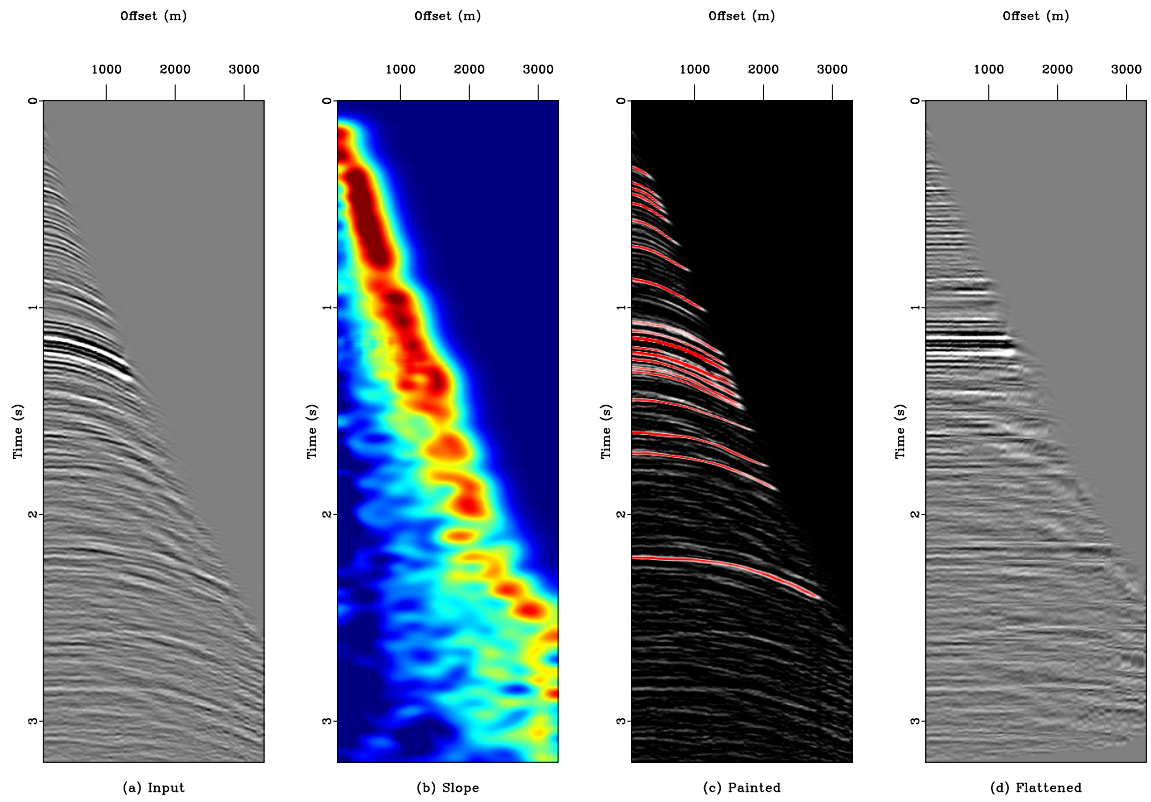 Offset (m) Offset (m) Offset (m) Offset (m)
1000 2000 3000 1000 2000 3000 1000 2000 3000 1000 2000 3000
0 0 0 0
1 1 1 1
Time (s) Time (s) Time (s) Time (s)
2 2 2 2
3 3 3 3
(a) Input (b) Slope (c) Painted (d) Flattened